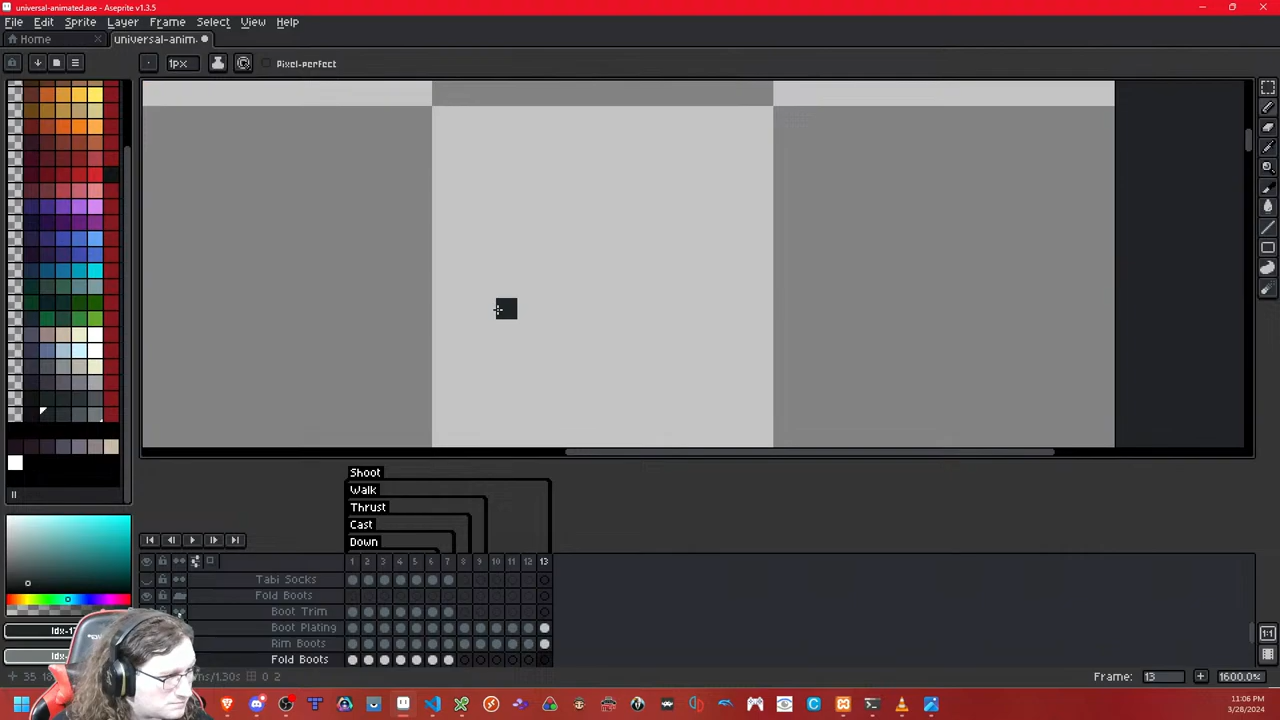 universal-animated.ase - Aseprite v1.3.5
File Edit Sprite Layer Frame Select View Help
Home
universal-anim.
1px
Pixel-perfect
Shoot
Walk
Thrust
Cast
Down
1 2 3 4 5 6 7 8 9 10 11 12 13
Tabi Socks
Fold Boots
Boot Trim
Boot Plating
Rim Boots
Fold Boots
Frame: 13
1:1
1600.0%
11:06 PM
3/28/2024